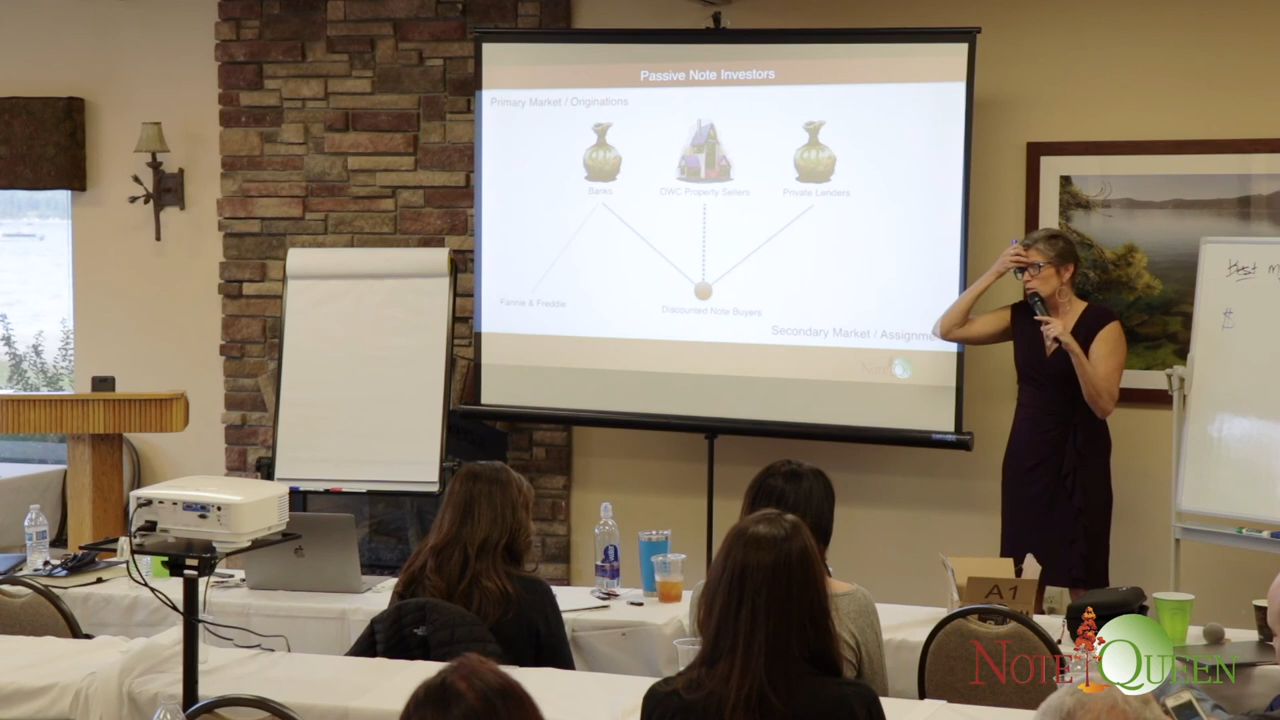 Passive Note Investors
Primary Market / Originations
Banks
OWC Property Sellers
Private Lenders
Fannie & Freddie
Discounted Note Buyers
Secondary Market / Assignme
best m
$
A1
NOTE QUEEN